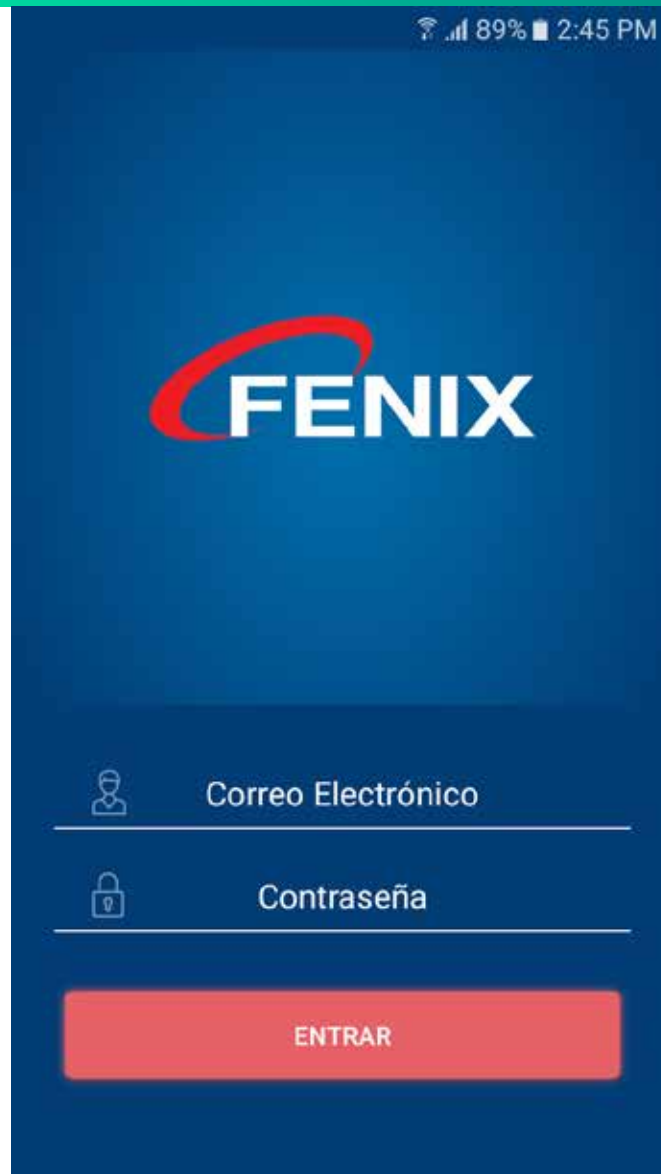 89% 2:45 PM
FENIX
Correo Electrónico
Contraseña
ENTRAR